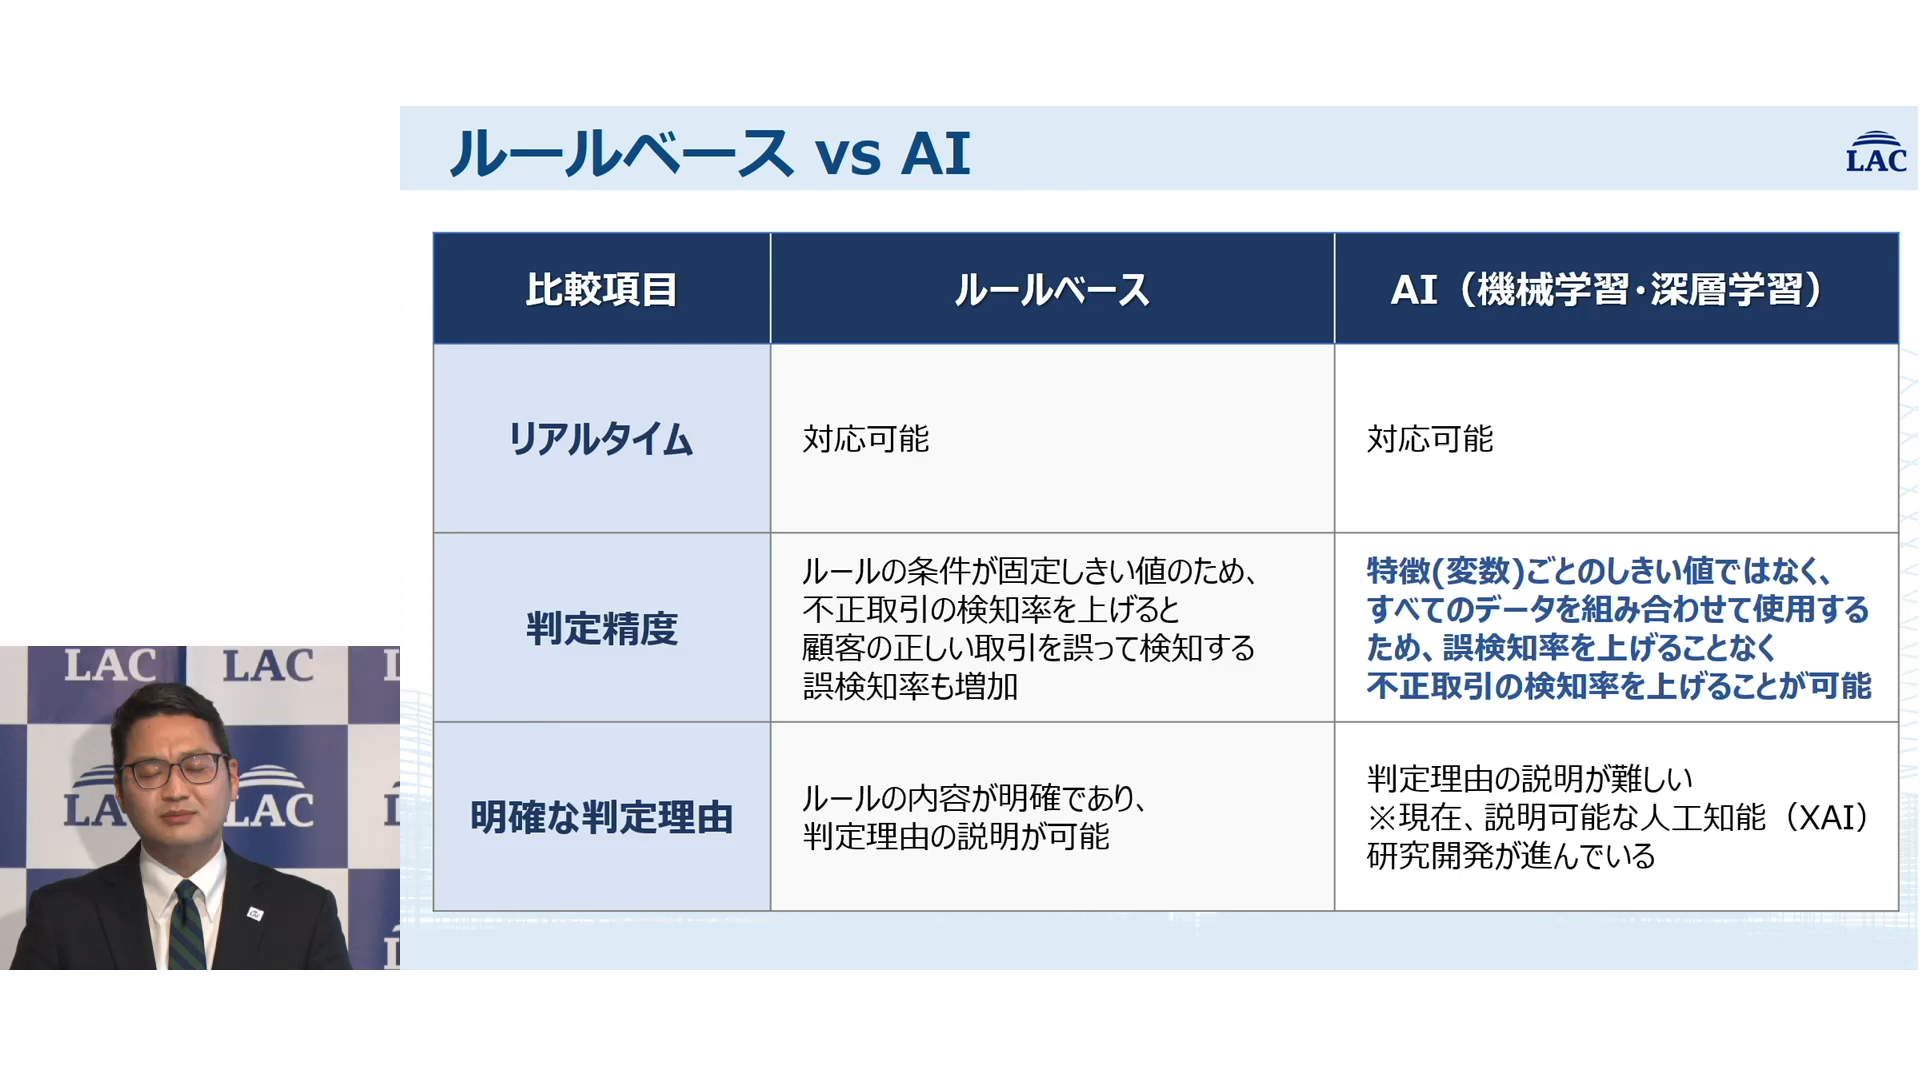 ルールベース vs AI
LAC
比較項目
ルールベース
AI（機械学習・深層学習）
リアルタイム
対応可能
対応可能
判定精度
ルールの条件が固定しきい値のため、
不正取引の検知率を上げると
顧客の正しい取引を誤って検知する
誤検知率も増加
特徴(変数)ごとのしきい値ではなく、
すべてのデータを組み合わせて使用する
ため、誤検知率を上げることなく
不正取引の検知率を上げることが可能
明確な判定理由
ルールの内容が明確であり、
判定理由の説明が可能
判定理由の説明が難しい
※現在、説明可能な人工知能（XAI）
研究開発が進んでいる
LAC
LAC
LAC